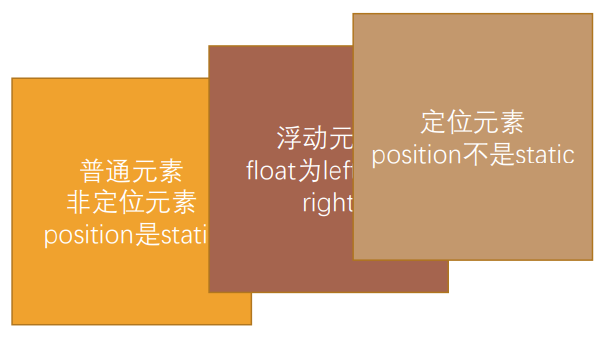 普通元素
非定位元素
position是stati
浮动元
float为lef
right
定位元素
position不是static